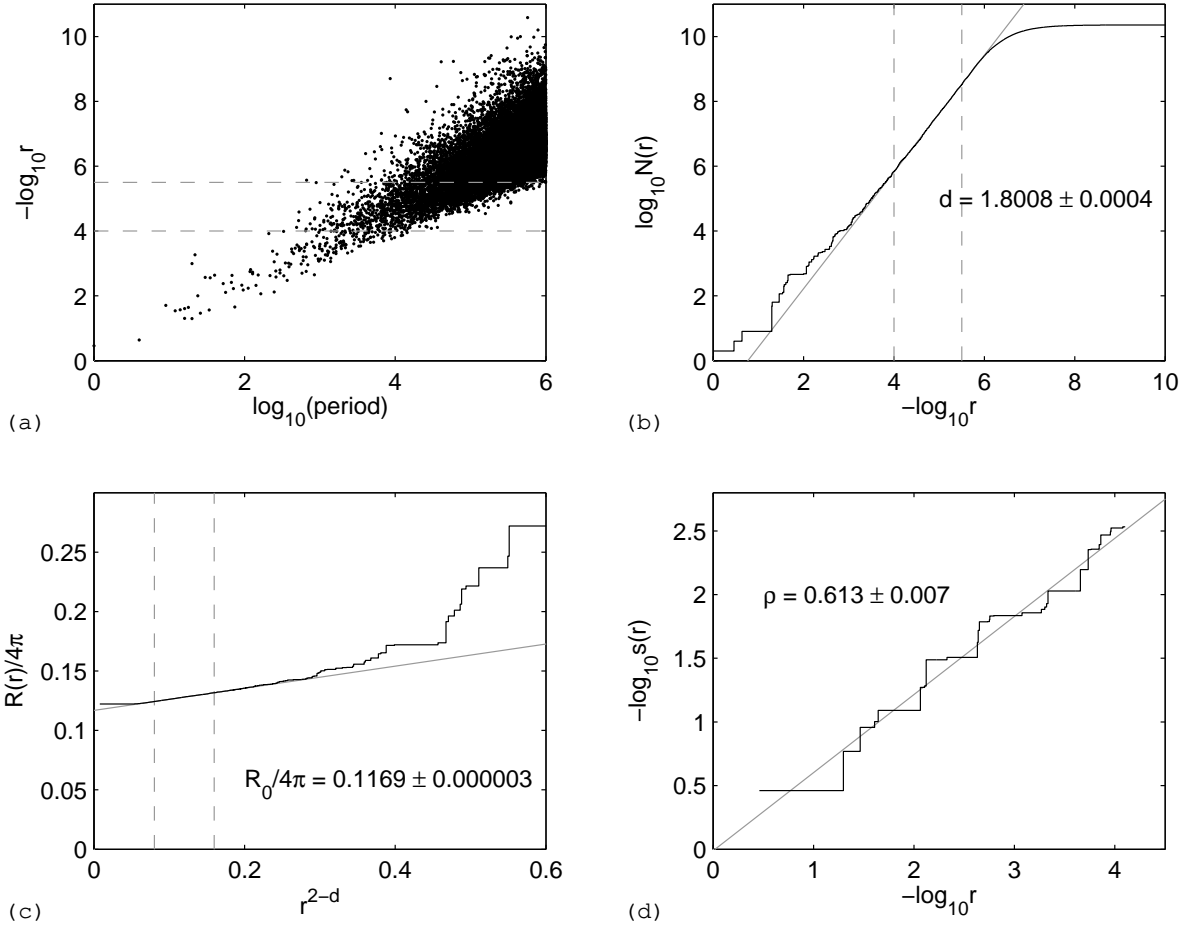 10
8
6
4
2
0
−log₁₀r
0
2
4
6
log₁₀(period)
(a)
10
8
6
4
2
0
log₁₀N(r)
d = 1.8008 ± 0.0004
0
2
4
6
8
10
−log₁₀r
(b)
0.25
0.2
0.15
0.1
0.05
0
R(r)/4π
R₀/4π = 0.1169 ± 0.000003
0
0.2
0.4
0.6
r²⁻ᵈ
(c)
2.5
2
1.5
1
0.5
0
−log₁₀s(r)
ρ = 0.613 ± 0.007
0
1
2
3
4
−log₁₀r
(d)